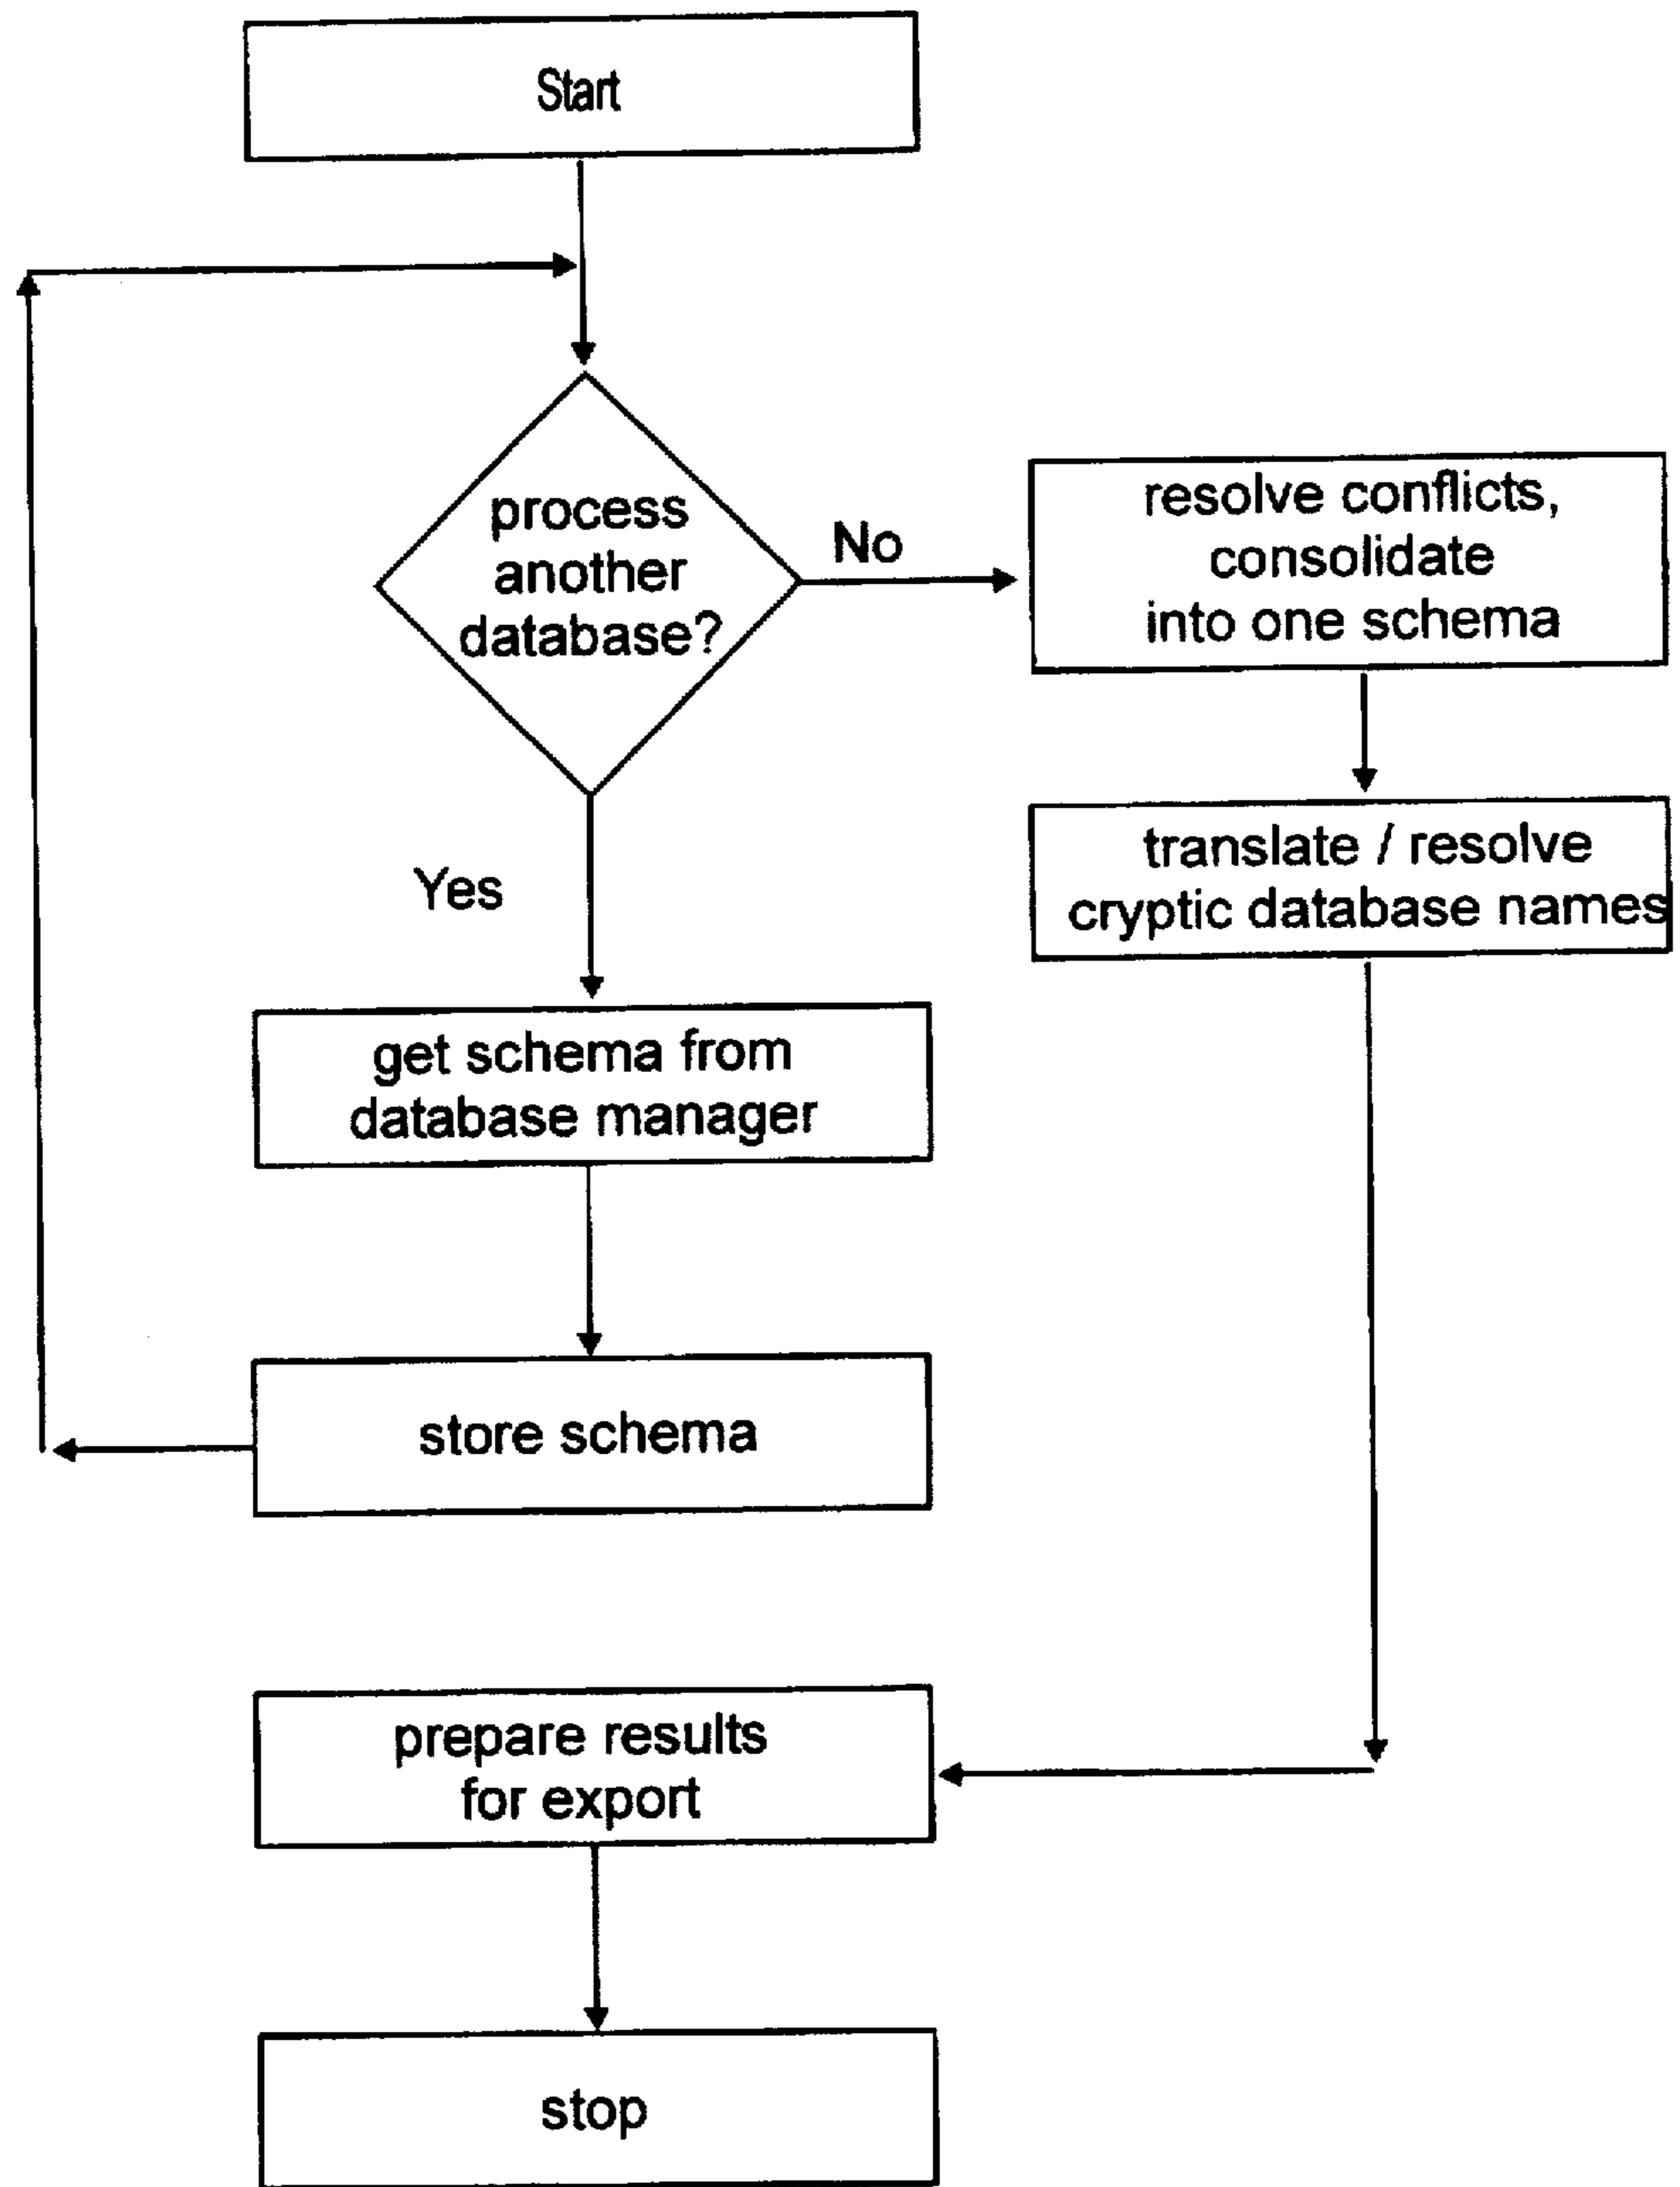 Start
process
another
database?
No
resolve conflicts,
consolidate
into one schema
translate / resolve
cryptic database names
Yes
get schema from
database manager
store schema
prepare results
for export
stop